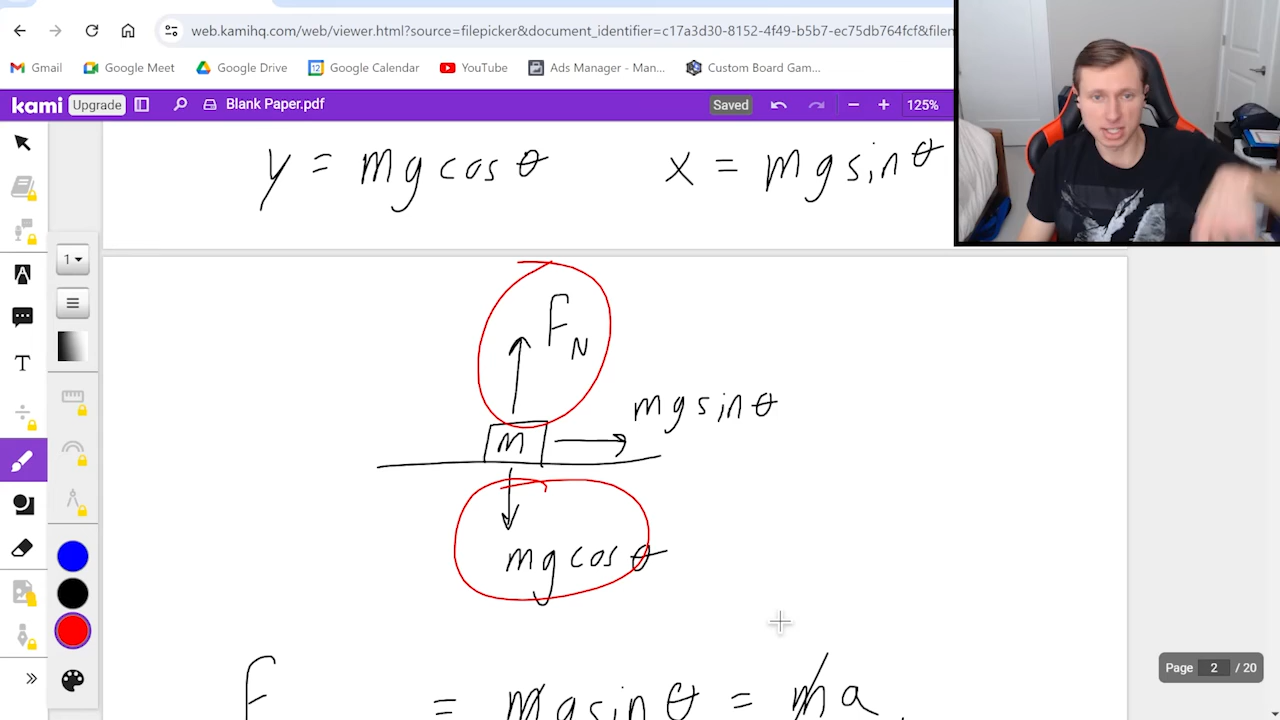 web.kamihq.com/web/viewer.html?source=filepicker&document_identifier=c17a3d30-8152-4f49-b5b7-ec75db764fcf&filen
Gmail Google Meet Google Drive Google Calendar YouTube Ads Manager - Man... Custom Board Gam...
kami Upgrade Blank Paper.pdf Saved 125%
y = mg cos θ x = mg sin θ
1
F_N
mg sin θ
m
mg cos θ
F = mg sin θ = ma
Page 2 / 20